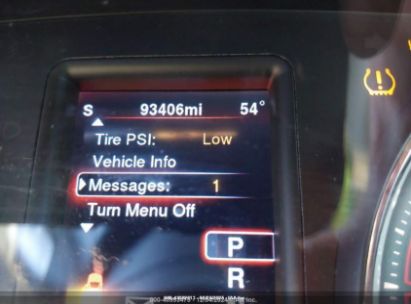 S 93406mi 54°
Tire PSI: Low
Vehicle Info
Messages: 1
Turn Menu Off
P
R